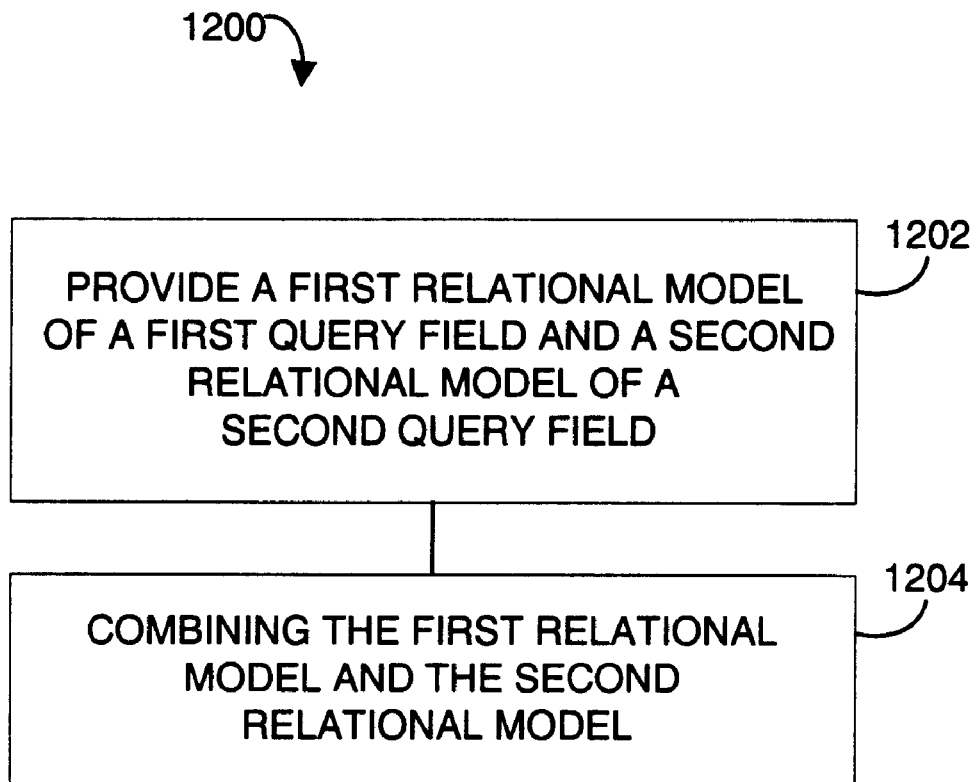 1200
1202
PROVIDE A FIRST RELATIONAL MODEL
OF A FIRST QUERY FIELD AND A SECOND
RELATIONAL MODEL OF A
SECOND QUERY FIELD
1204
COMBINING THE FIRST RELATIONAL
MODEL AND THE SECOND
RELATIONAL MODEL